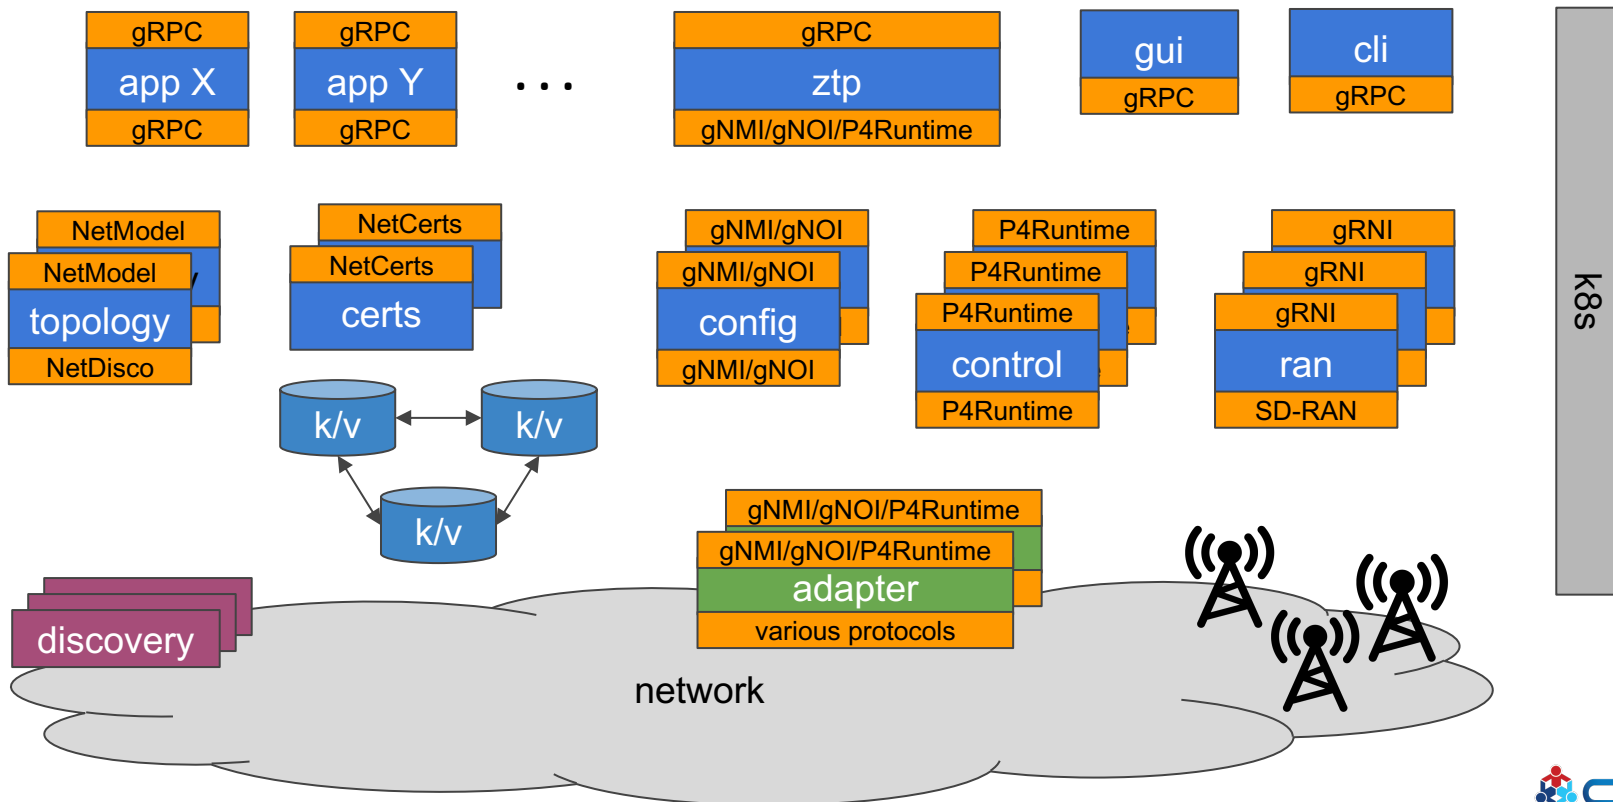 gRPC
app X
gRPC
gRPC
app Y
gRPC
...
gRPC
ztp
gNMI/gNOI/P4Runtime
gui
gRPC
cli
gRPC
k8s
NetModel
NetModel
topology
NetDisco
NetCerts
NetCerts
certs
gNMI/gNOI
gNMI/gNOI
config
gNMI/gNOI
P4Runtime
P4Runtime
P4Runtime
control
P4Runtime
gRNI
gRNI
gRNI
ran
SD-RAN
k/v
k/v
k/v
gNMI/gNOI/P4Runtime
gNMI/gNOI/P4Runtime
adapter
various protocols
discovery
network